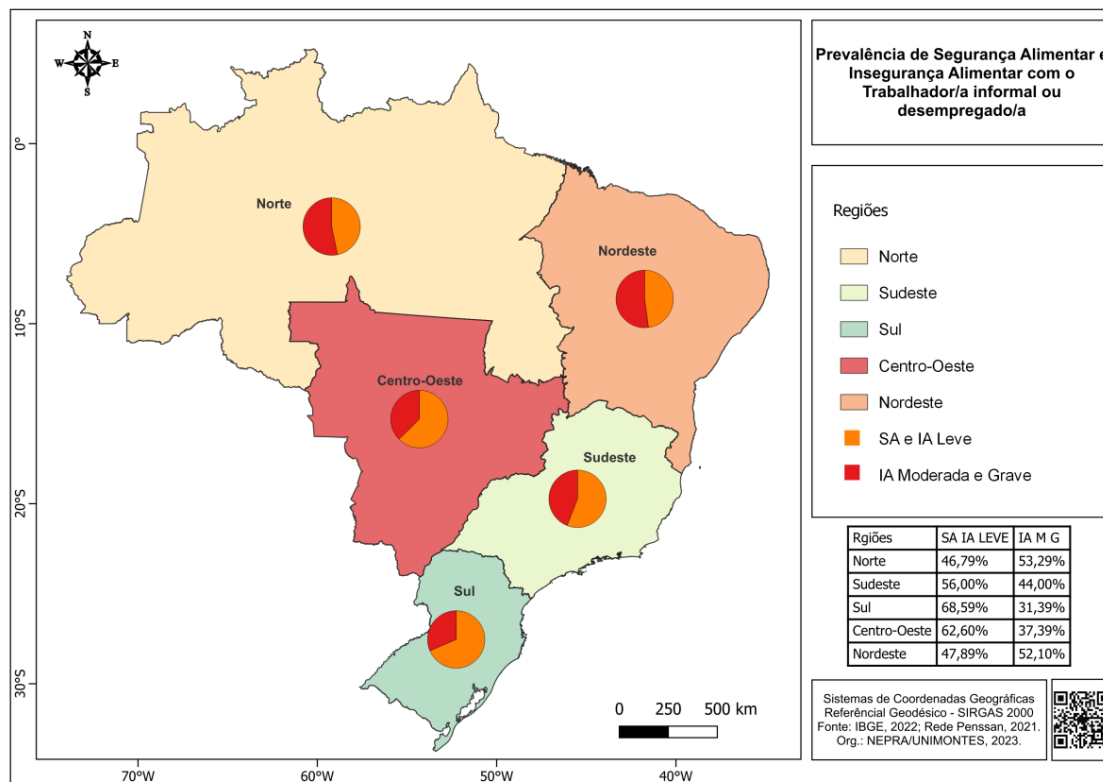 N
W E
S
Prevalência de Segurança Alimentar e
Insegurança Alimentar com o
Trabalhador/a informal ou
desempregado/a
0°
10°S
20°S
30°S
70°W 60°W 50°W 40°W
Norte
Nordeste
Centro-Oeste
Sudeste
Sul
0 250 500 km
Regiões
Norte
Sudeste
Sul
Centro-Oeste
Nordeste
SA e IA Leve
IA Moderada e Grave
Rgiões SA IA LEVE IA M G
Norte 46,79% 53,29%
Sudeste 56,00% 44,00%
Sul 68,59% 31,39%
Centro-Oeste 62,60% 37,39%
Nordeste 47,89% 52,10%
Sistemas de Coordenadas Geográficas
Referêncial Geodésico - SIRGAS 2000
Fonte: IBGE, 2022; Rede Penssan, 2021.
Org.: NEPRA/UNIMONTES, 2023.